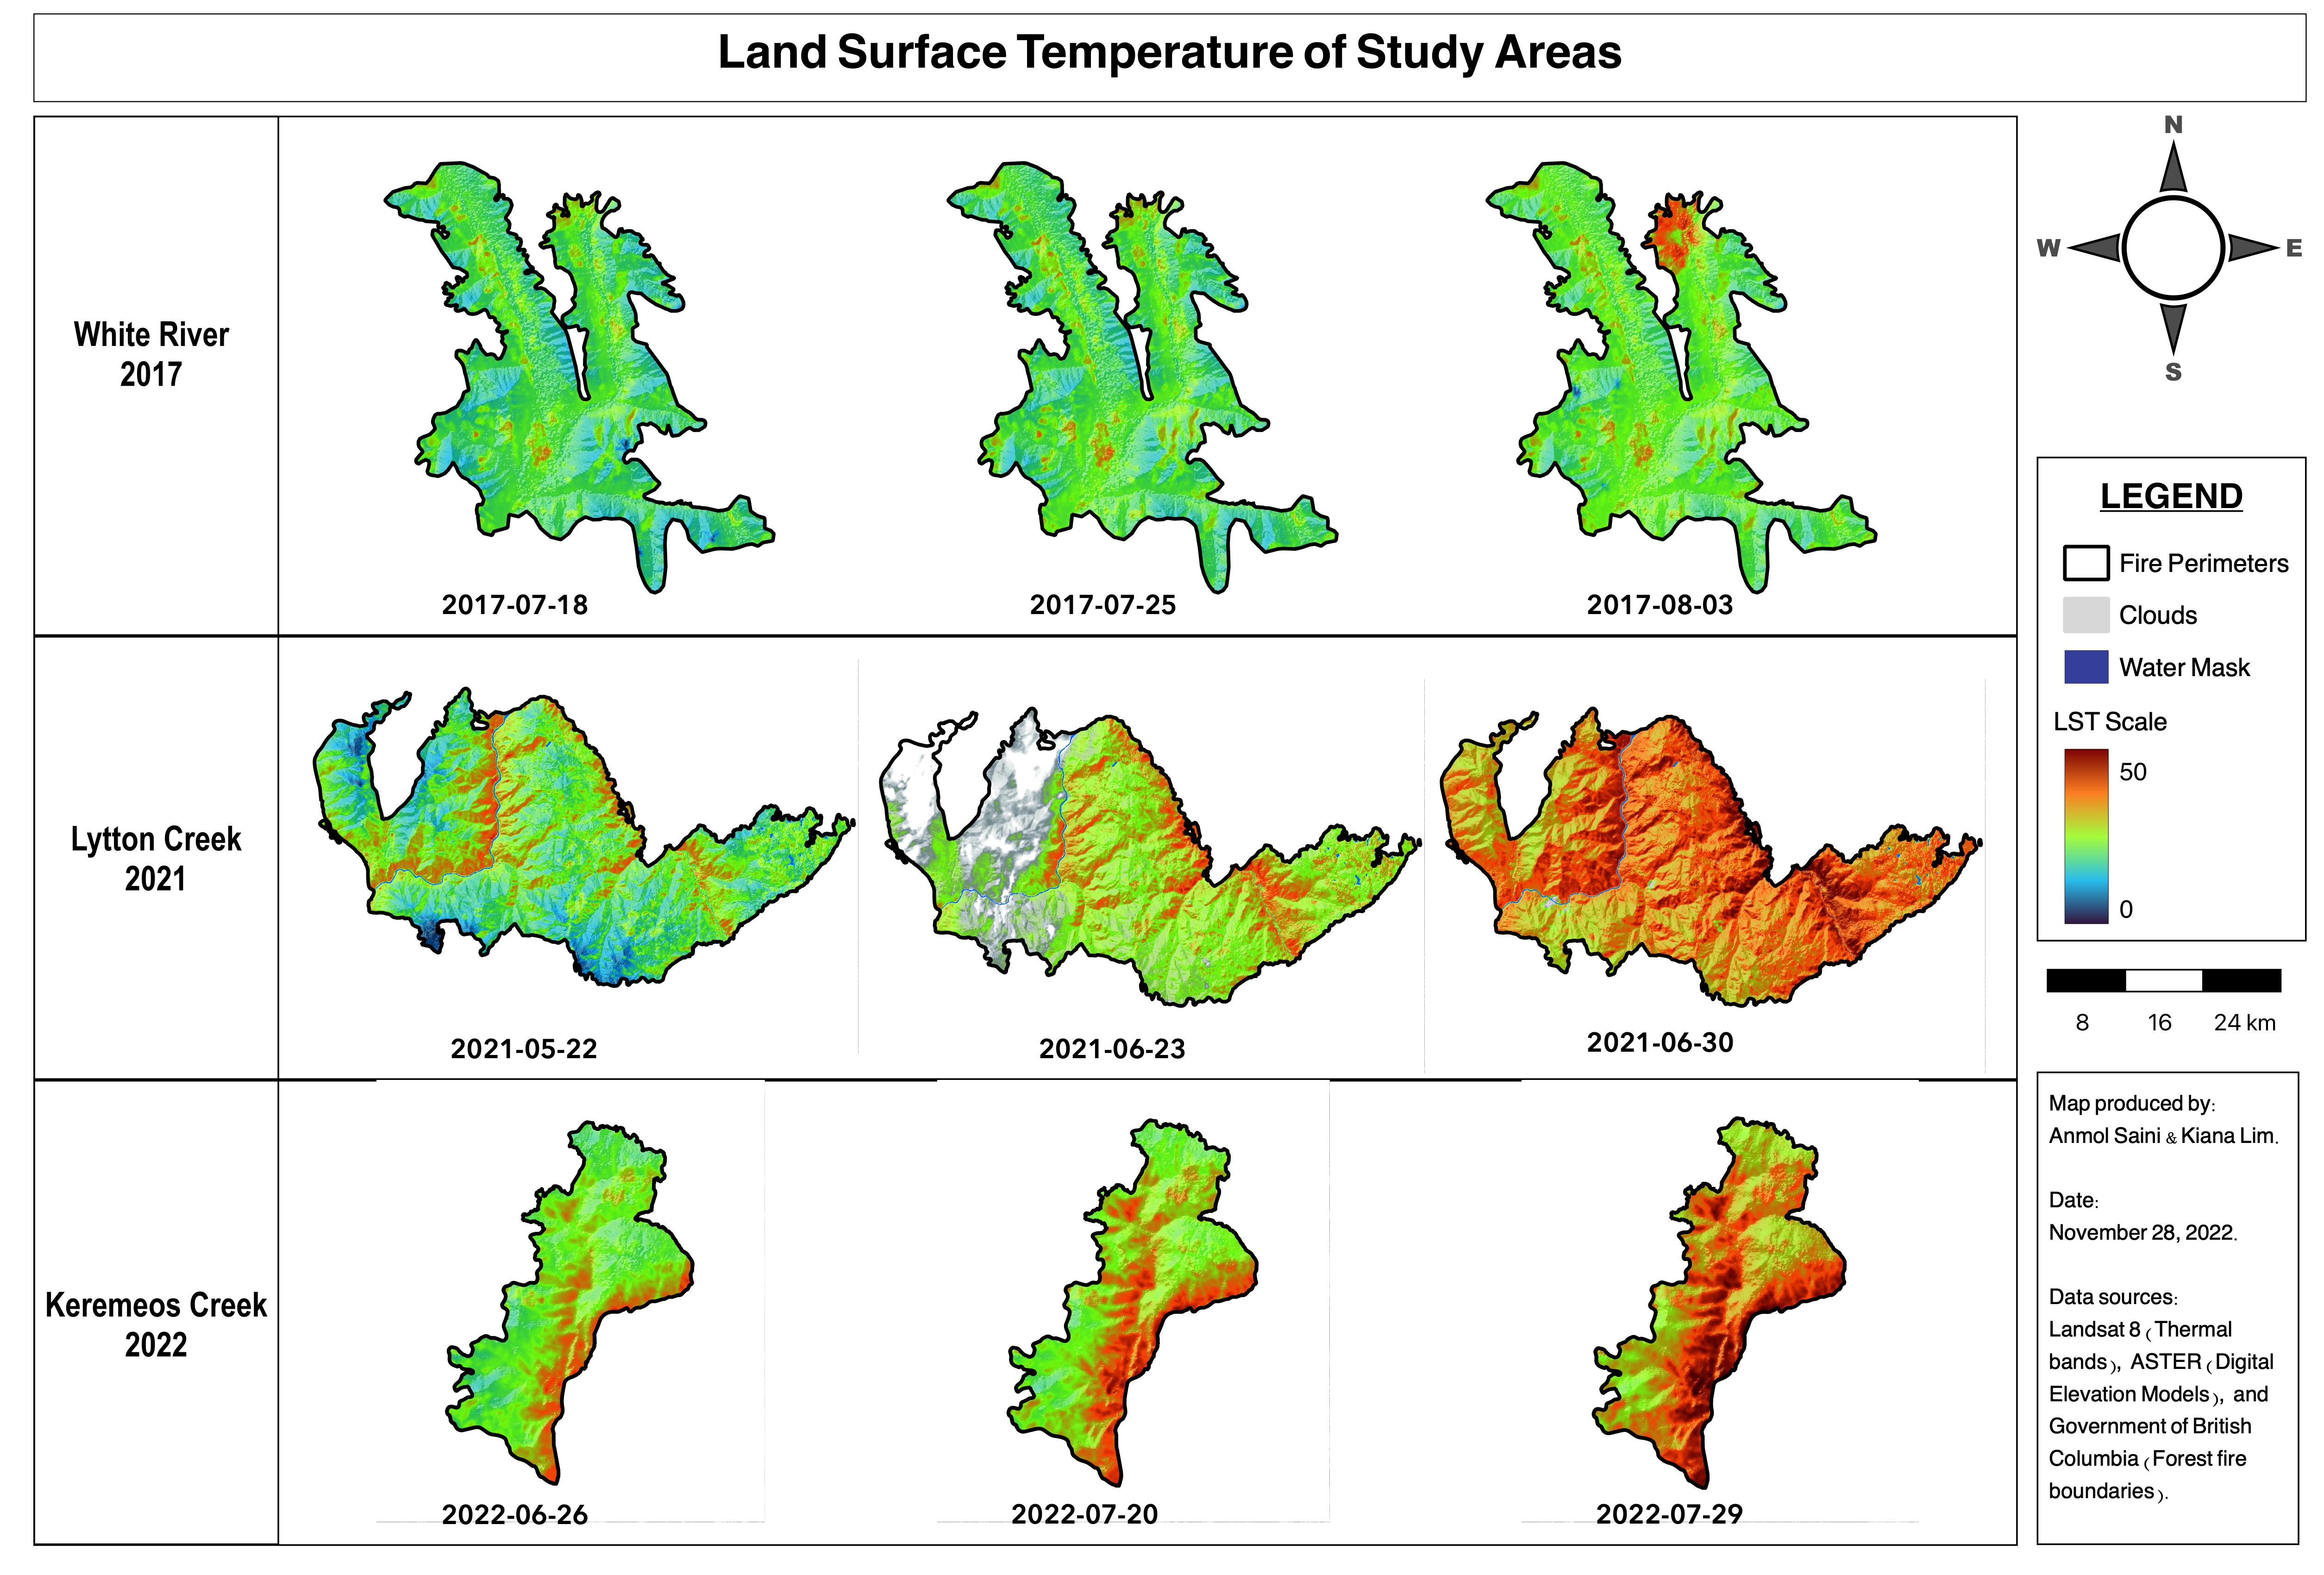 Land Surface Temperature of Study Areas
White River
2017
2017-07-18
2017-07-25
2017-08-03
Lytton Creek
2021
2021-05-22
2021-06-23
2021-06-30
Keremeos Creek
2022
2022-06-26
2022-07-20
2022-07-29
N
W
E
S
LEGEND
Fire Perimeters
Clouds
Water Mask
LST Scale
50
0
8 16 24 km
Map produced by:
Anmol Saini & Kiana Lim.
Date:
November 28, 2022.
Data sources:
Landsat 8 (Thermal
bands), ASTER (Digital
Elevation Models), and
Government of British
Columbia (Forest fire
boundaries).